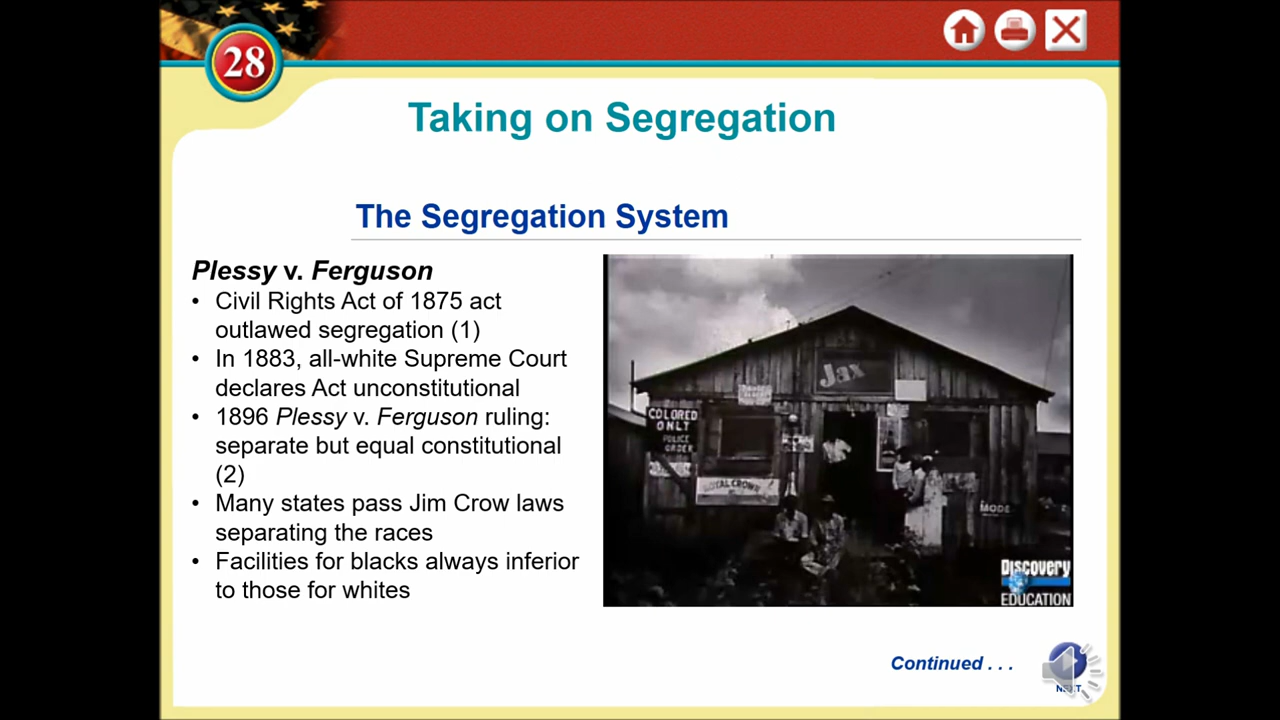 28
Taking on Segregation
The Segregation System
Plessy v. Ferguson
• Civil Rights Act of 1875 act
outlawed segregation (1)
• In 1883, all-white Supreme Court
declares Act unconstitutional
• 1896 Plessy v. Ferguson ruling:
separate but equal constitutional
(2)
• Many states pass Jim Crow laws
separating the races
• Facilities for blacks always inferior
to those for whites
Jax
COLORED
ONLY
POLICE
ORDER
ROYAL CROWN
MODE
DISCOVERY
EDUCATION
Continued . . .
NEXT